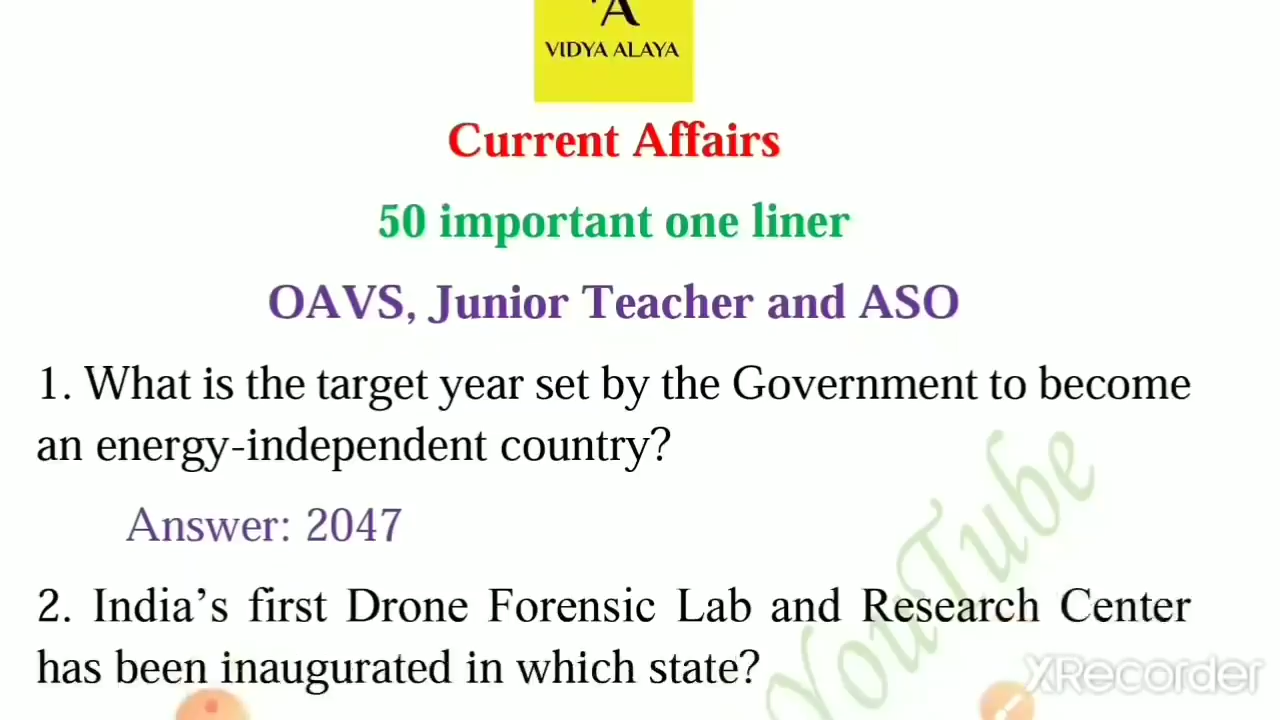 'A
VIDYA ALAYA
Current Affairs
50 important one liner
OAVS, Junior Teacher and ASO
1. What is the target year set by the Government to become
an energy-independent country?
Answer: 2047
2. India’s first Drone Forensic Lab and Research Center
has been inaugurated in which state?
YouTube
XRecorder